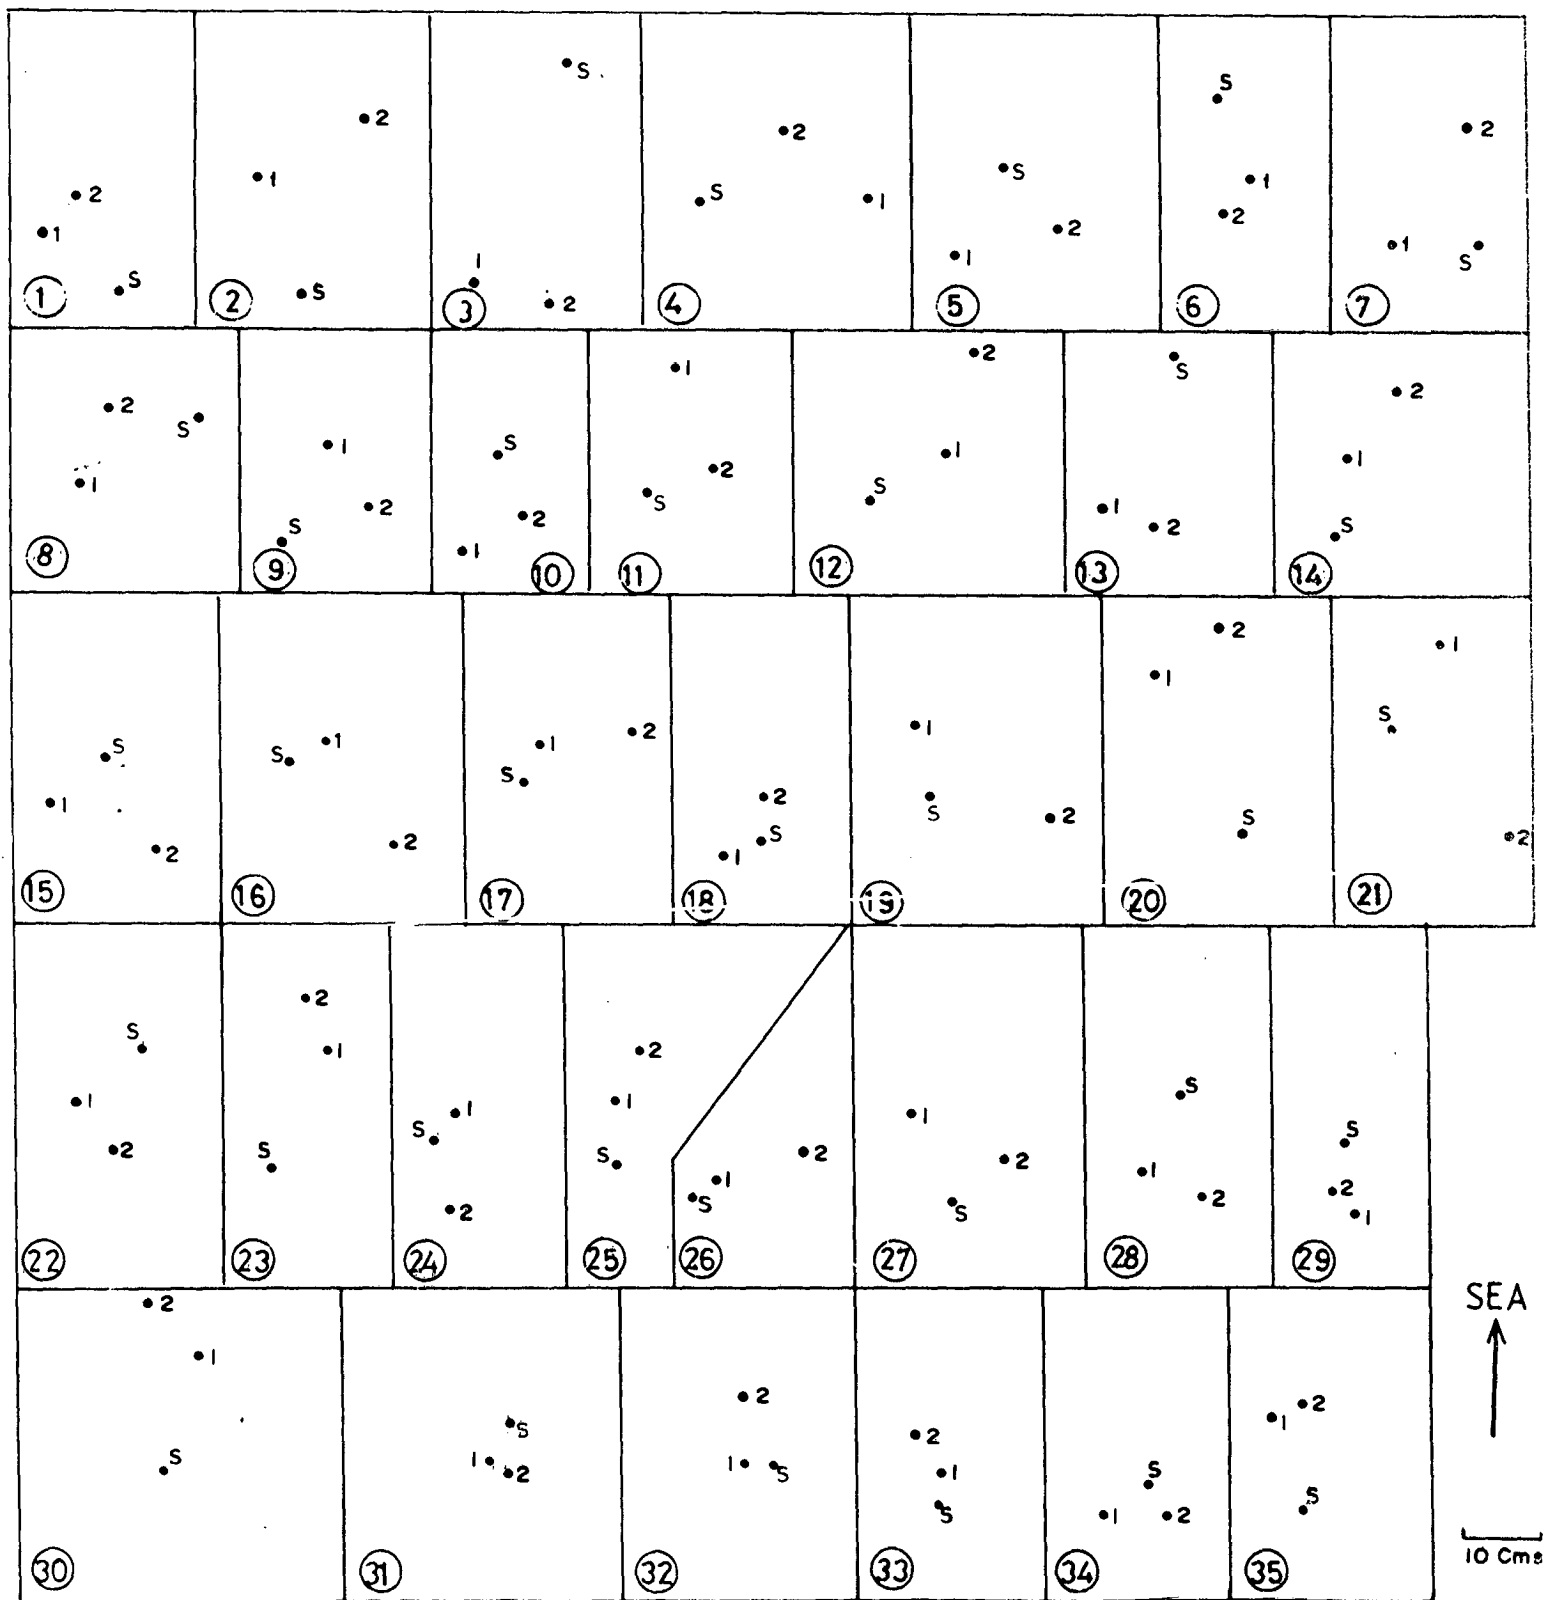 S
2 2
2 1 S 1
1 1 S 2 1 2
S S 1 2 1 S
1 2 3 4 5 6 7
2 1 2 S 2
2 S 1 S 1 1
1 2 S 2 S S 1 2 S
8 9 1 2 10 11 12 13 14
2 1
S S 1 1 2 1 1 S
1 2 S 2 2 S S 2 S 2
15 16 17 1 18 19 20 21
S 2 1 2 S
1 S S 1 1 1 2 1 S
2 2 S S 1 2 S 2 2 1
22 23 24 25 26 27 28 29
SEA
2
1 S 2 2 2
S 1 2 1 S 1 S 1 S 2 1 S
10 Cms
30 31 32 33 34 35